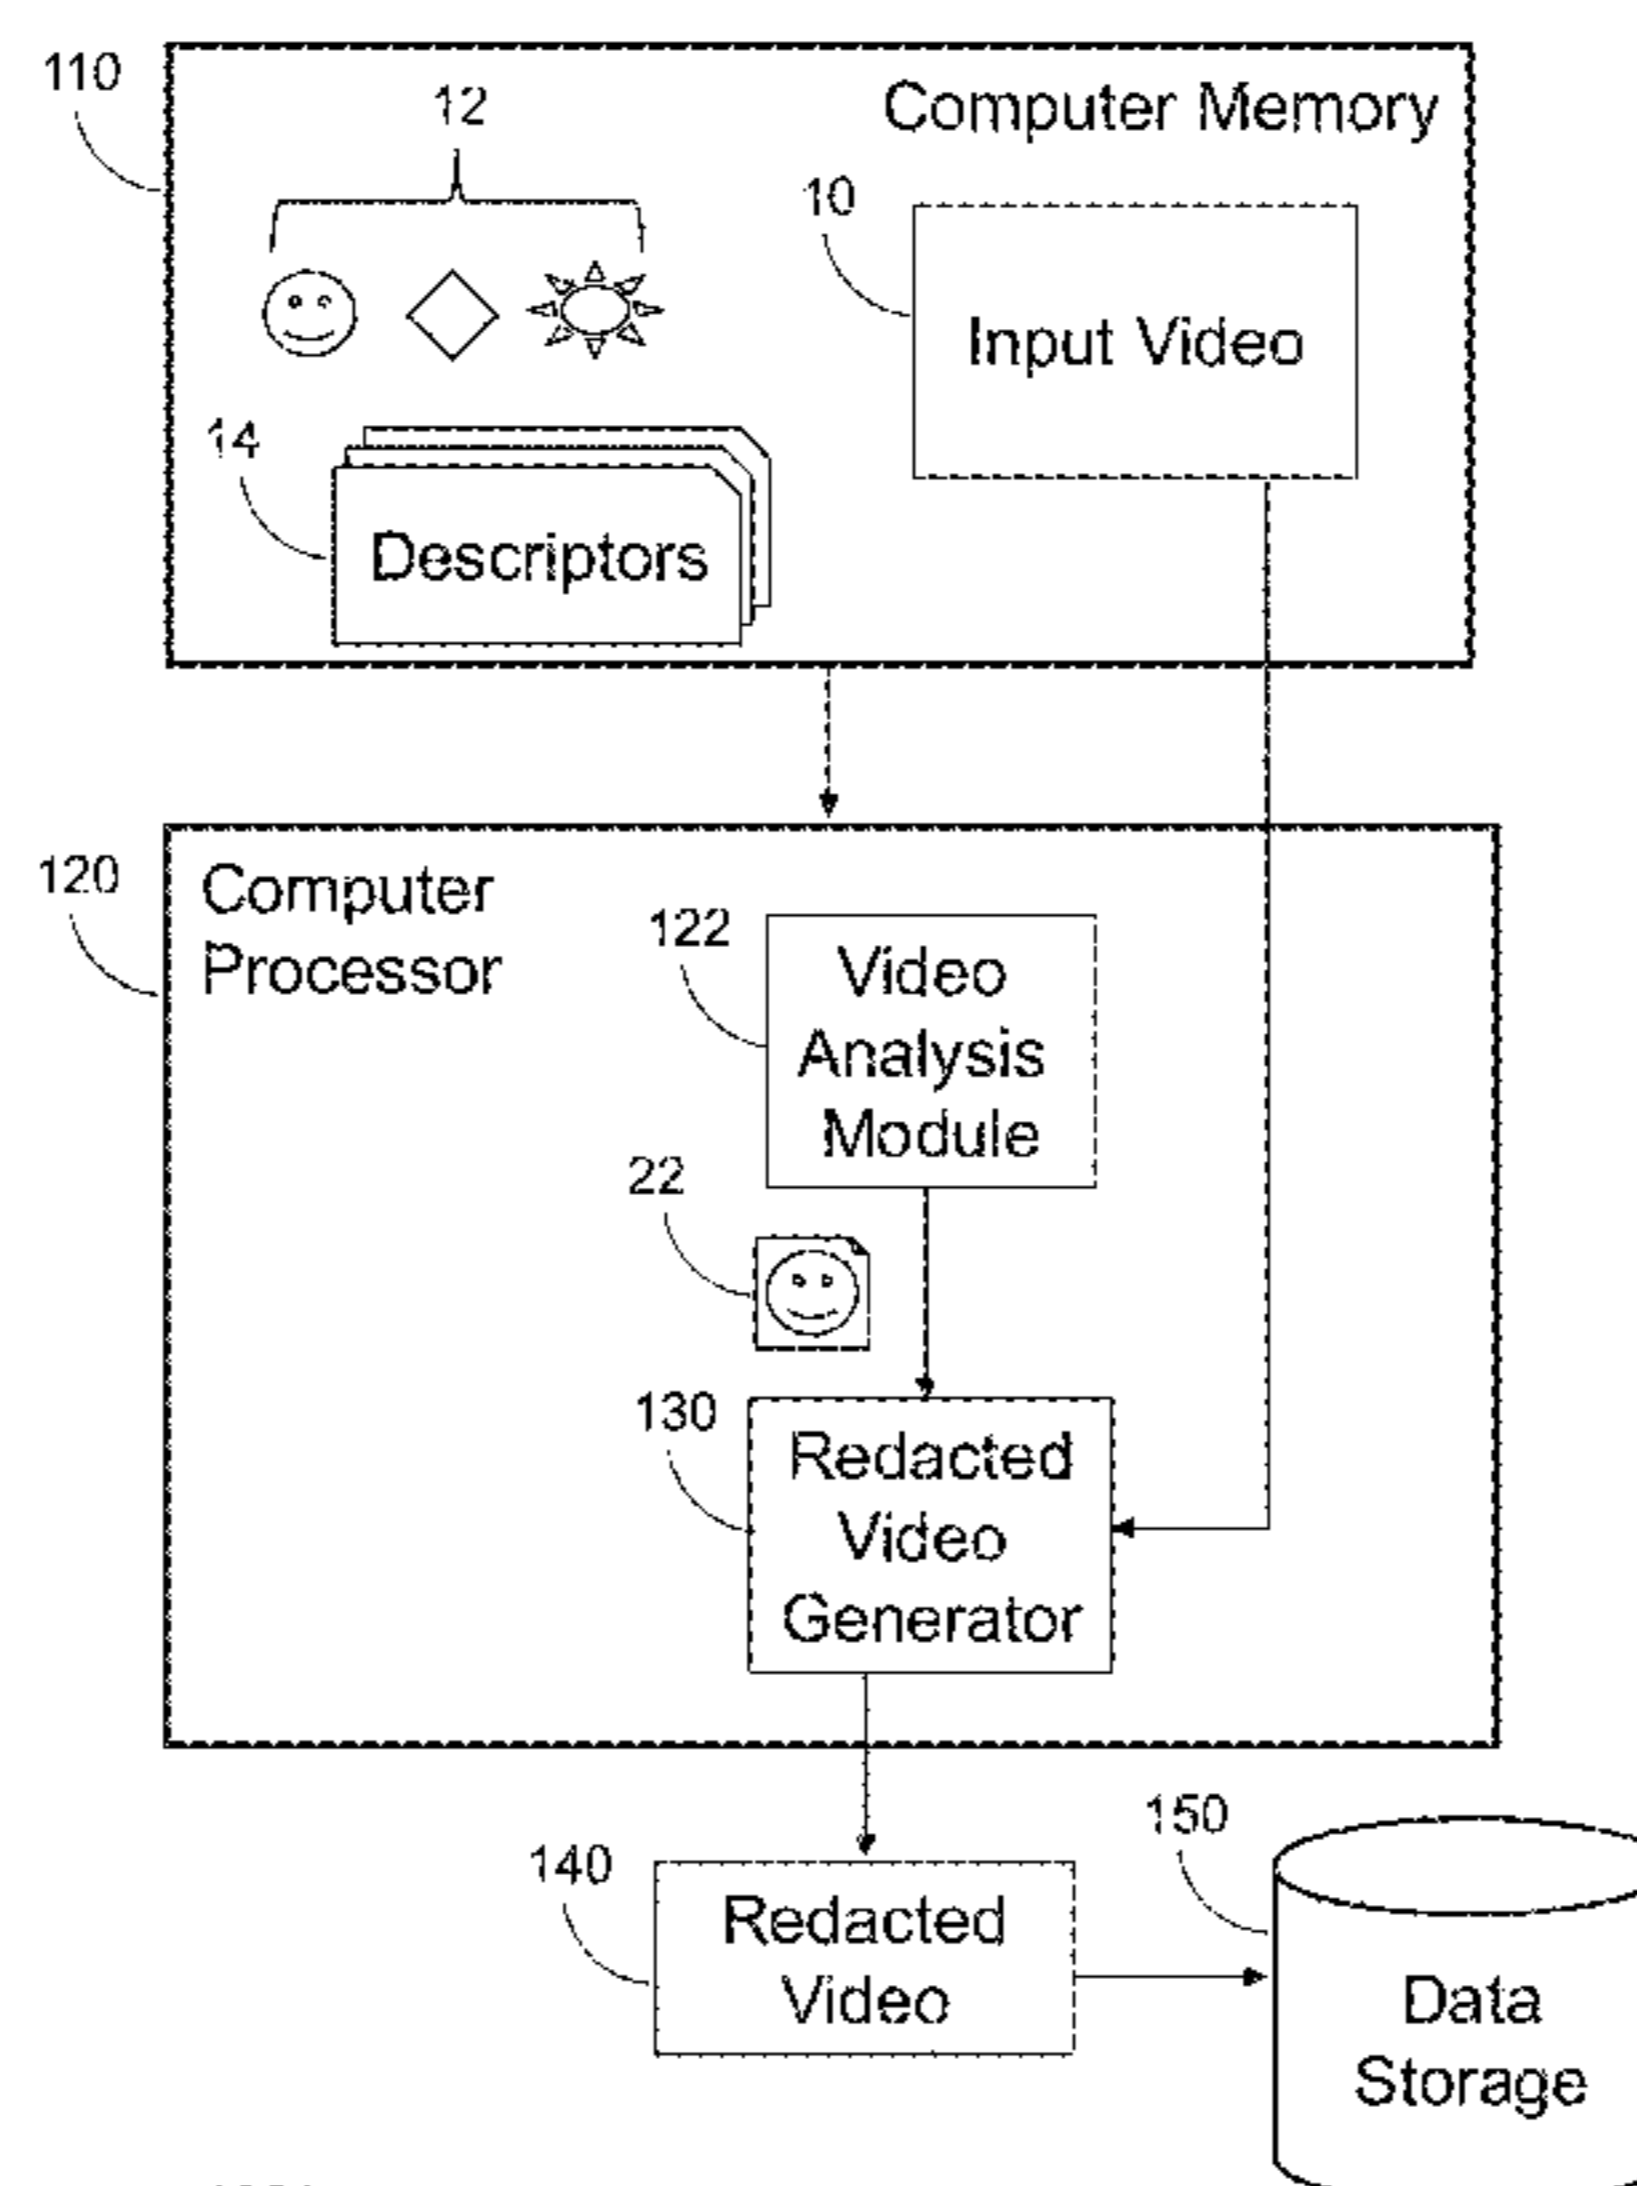 110
12
Computer Memory
10
Input Video
14
Descriptors
120
Computer
Processor
122
Video
Analysis
Module
22
130
Redacted
Video
Generator
140
Redacted
Video
150
Data
Storage